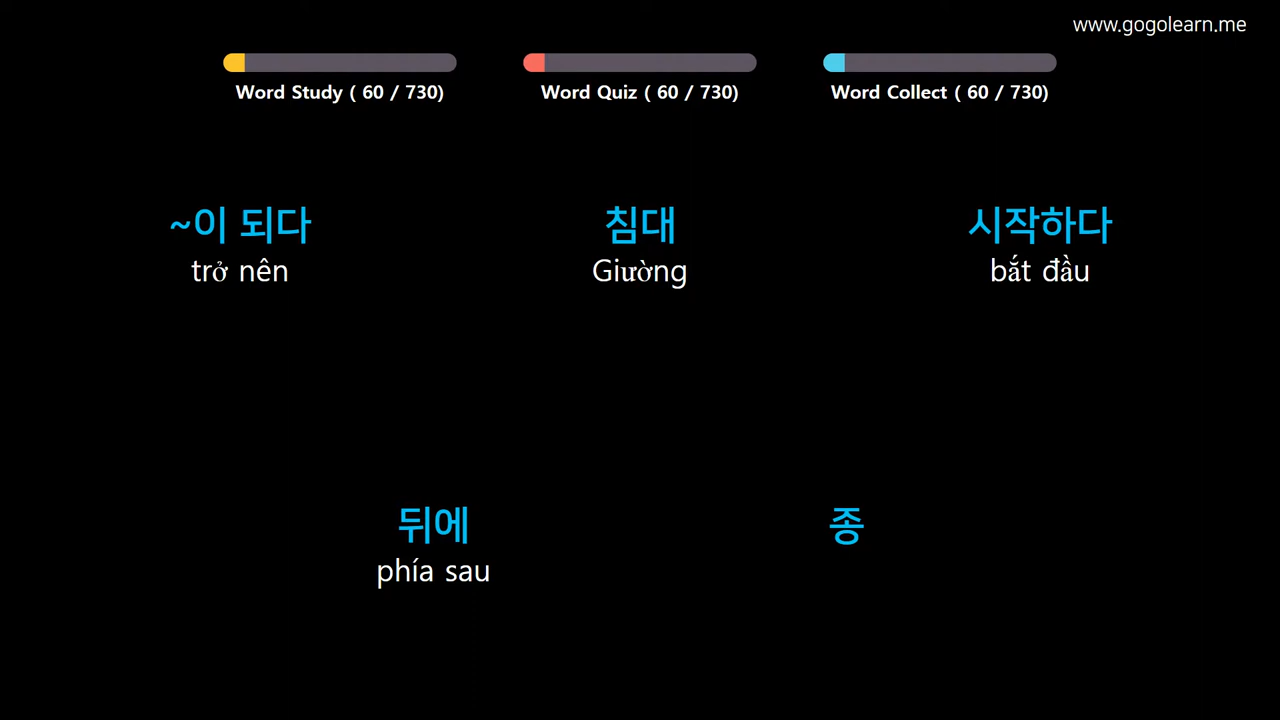 www.gogolearn.me
Word Study ( 60 / 730)
Word Quiz ( 60 / 730)
Word Collect ( 60 / 730)
~이 되다
trở nên
침대
Giường
시작하다
bắt đầu
뒤에
phía sau
종